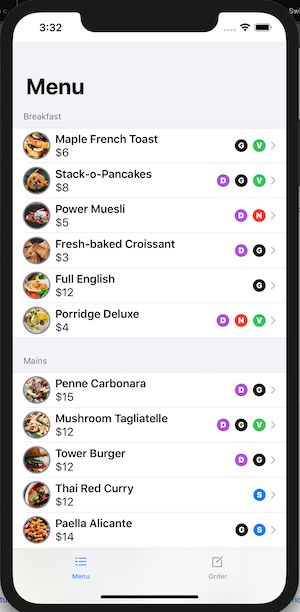 3:32
Menu
Breakfast
Maple French Toast
$6
G V
Stack-o-Pancakes
$8
D G V
Power Muesli
$5
D N
Fresh-baked Croissant
$3
D G
Full English
$12
G
Porridge Deluxe
$4
D N V
Mains
Penne Carbonara
$15
D G
Mushroom Tagliatelle
$12
D G V
Tower Burger
$12
D G
Thai Red Curry
$12
S
Paella Alicante
$14
G S
Menu
Order